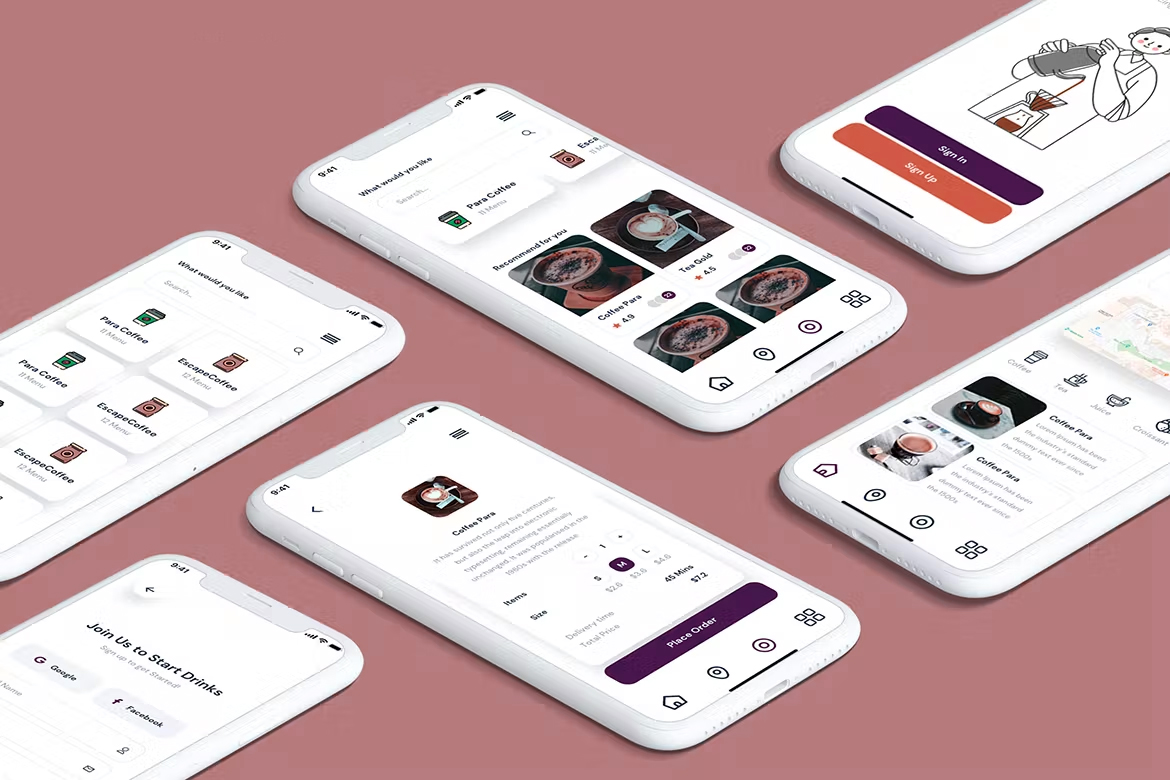 9:41
What would you like
Search..
Para Coffee
11 Menu
EscapeCoffee
12 Menu
Para Coffee
11 Menu
EscapeCoffee
12 Menu
EscapeCoffee
12 Menu
9:41
What would you like
Search..
Para Coffee
11 Menu
Esca
Recommend for you
Coffee Para
4.9
23
Tea Gold
4.5
23
Sign In
Sign Up
9:41
Coffee Para
It has survived not only five centuries,
but also the leap into electronic
typesetting, remaining essentially
unchanged. It was popularised in the
1960s with the release
Items
- 1 +
Size
S M L
$2.6 $3.6 $4.6
Delivery time
45 Mins
Total Price
$7.2
Place Order
Coffee
Tea
Juice
Croissant
Coffee Para
Lorem Ipsum has been
the industry's standard
dummy text ever since
the 1500s
Coffee Para
Lorem Ipsum has been
the industry's standard
dummy text ever since
the 1500s
9:41
Join Us to Start Drinks
Sign up to get Started!
Google
Facebook
Name